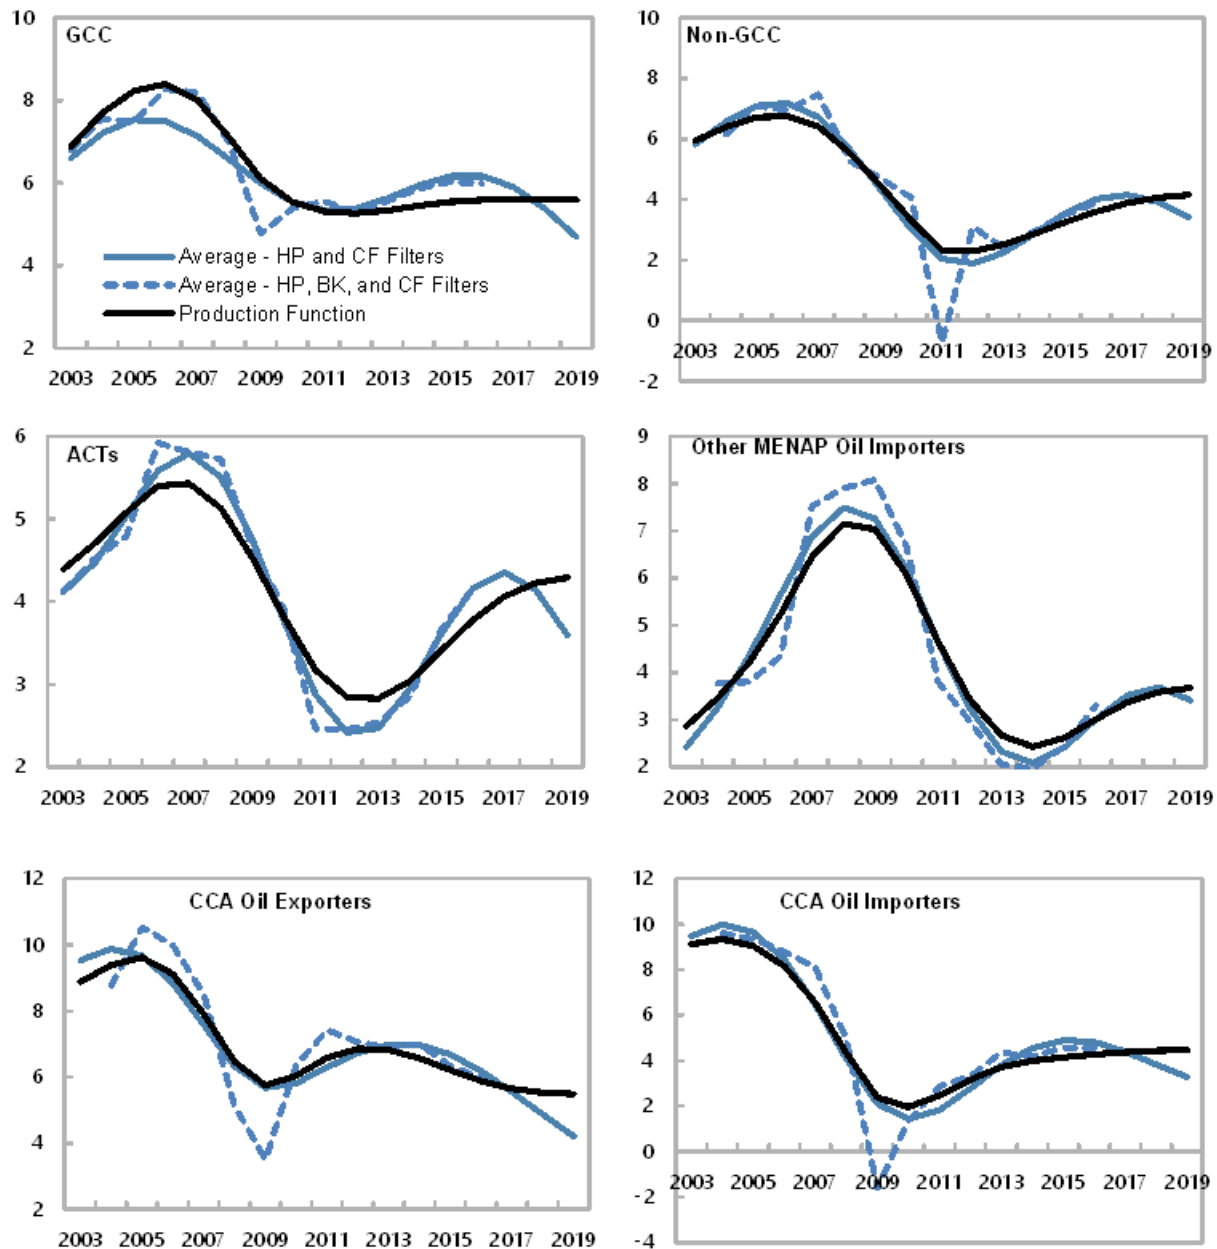 GCC
10
8
6
4
2
Average - HP and CF Filters
Average - HP, BK, and CF Filters
Production Function
2003 2005 2007 2009 2011 2013 2015 2017 2019
Non-GCC
10
8
6
4
2
0
-2
2003 2005 2007 2009 2011 2013 2015 2017 2019
ACTs
6
5
4
3
2
2003 2005 2007 2009 2011 2013 2015 2017 2019
Other MENAP Oil Importers
9
8
7
6
5
4
3
2
2003 2005 2007 2009 2011 2013 2015 2017 2019
CCA Oil Exporters
12
10
8
6
4
2
2003 2005 2007 2009 2011 2013 2015 2017 2019
CCA Oil Importers
12
10
8
6
4
2
0
-2
-4
2003 2005 2007 2009 2011 2013 2015 2017 2019